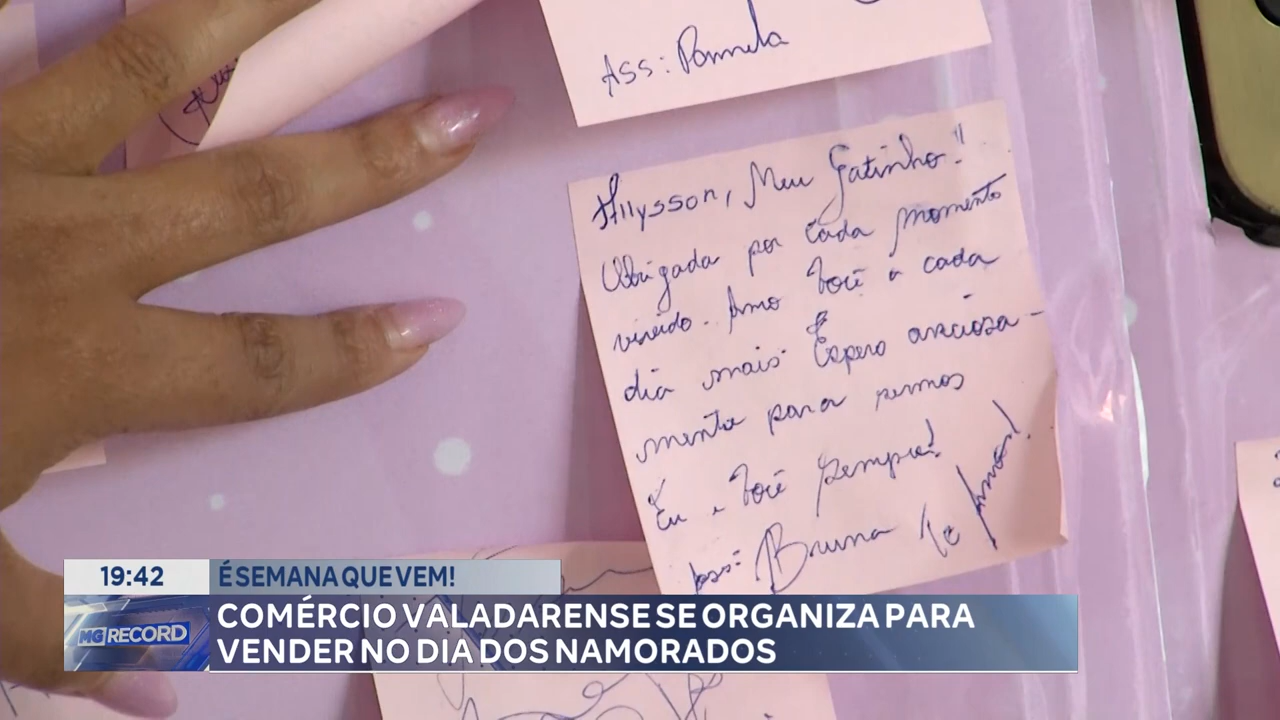 Ass: Pamela
Allysson, Meu Gatinho!
Obrigada por cada momento
vivido. Amo Você a cada
dia mais. Espero anciosa-
mente para sermos
Eu e Você sempre!
Ass: Bruna Te Amo!
19:42 É SEMANA QUE VEM!
MG RECORD
COMÉRCIO VALADARENSE SE ORGANIZA PARA
VENDER NO DIA DOS NAMORADOS